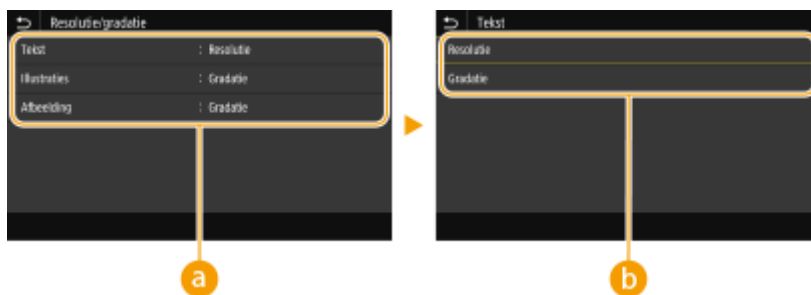 Resolutie/gradatie
Tekst : Resolutie
Illustraties : Gradatie
Afbeelding : Gradatie
a
Tekst
Resolutie
Gradatie
b